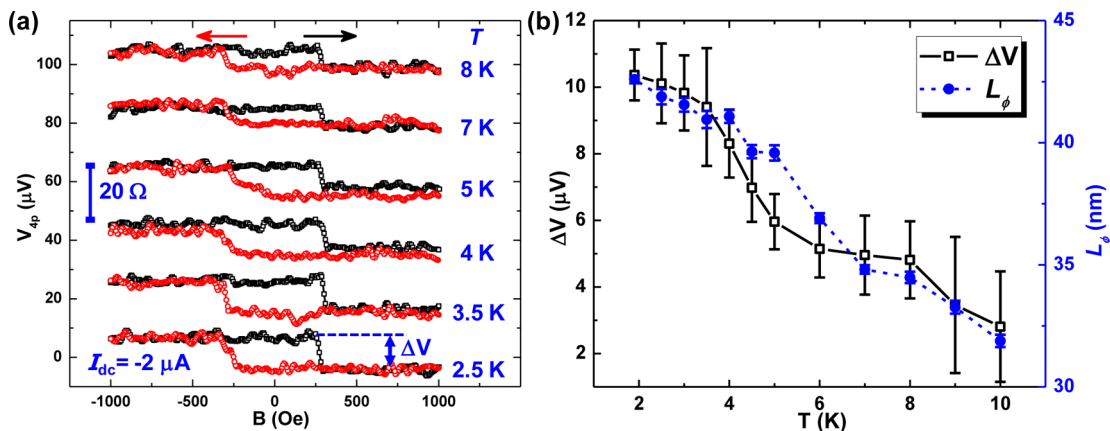 (a)
T
100
8 K
80
7 K
60
20 Ω
5 K
40
4 K
20
3.5 K
0
ΔV
I_dc= -2 μA
2.5 K
V_4p (μV)
-1000 -500 0 500 1000
B (Oe)
(b)
12
10
8
6
4
2
ΔV (μV)
ΔV
L_ϕ
45
40
35
30
L_ϕ (nm)
2 4 6 8 10
T (K)